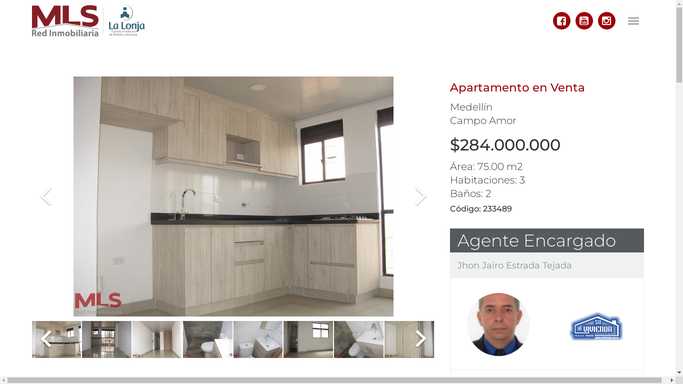 MLS
Red Inmobiliaria
La Lonja
Apartamento en Venta
Medellín
Campo Amor
$284.000.000
Área: 75.00 m2
Habitaciones: 3
Baños: 2
Código: 233489
Agente Encargado
Jhon Jairo Estrada Tejada
MLS
VIVIENDA